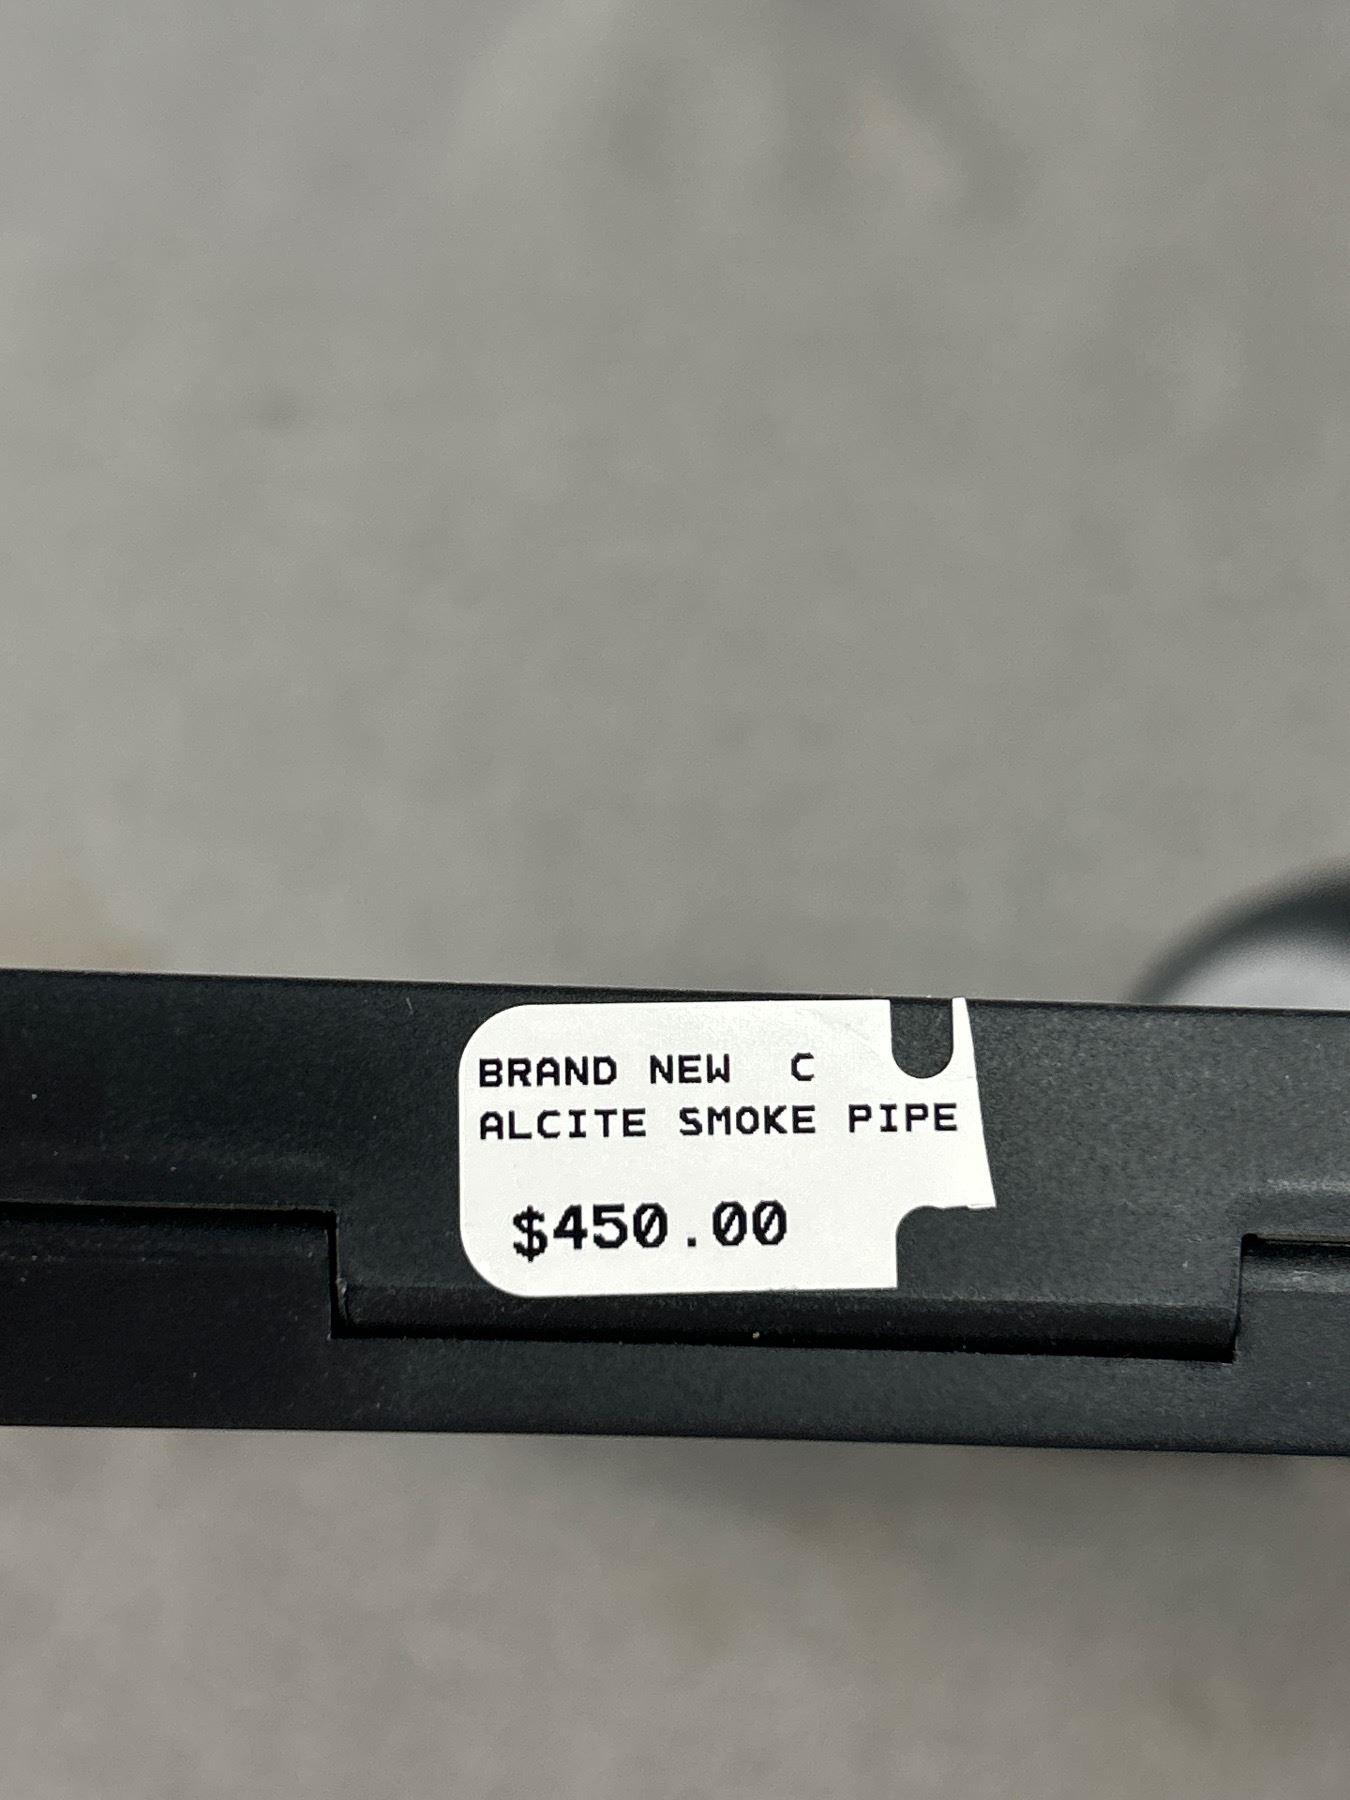 BRAND NEW  C
ALCITE SMOKE PIPE
$450.00